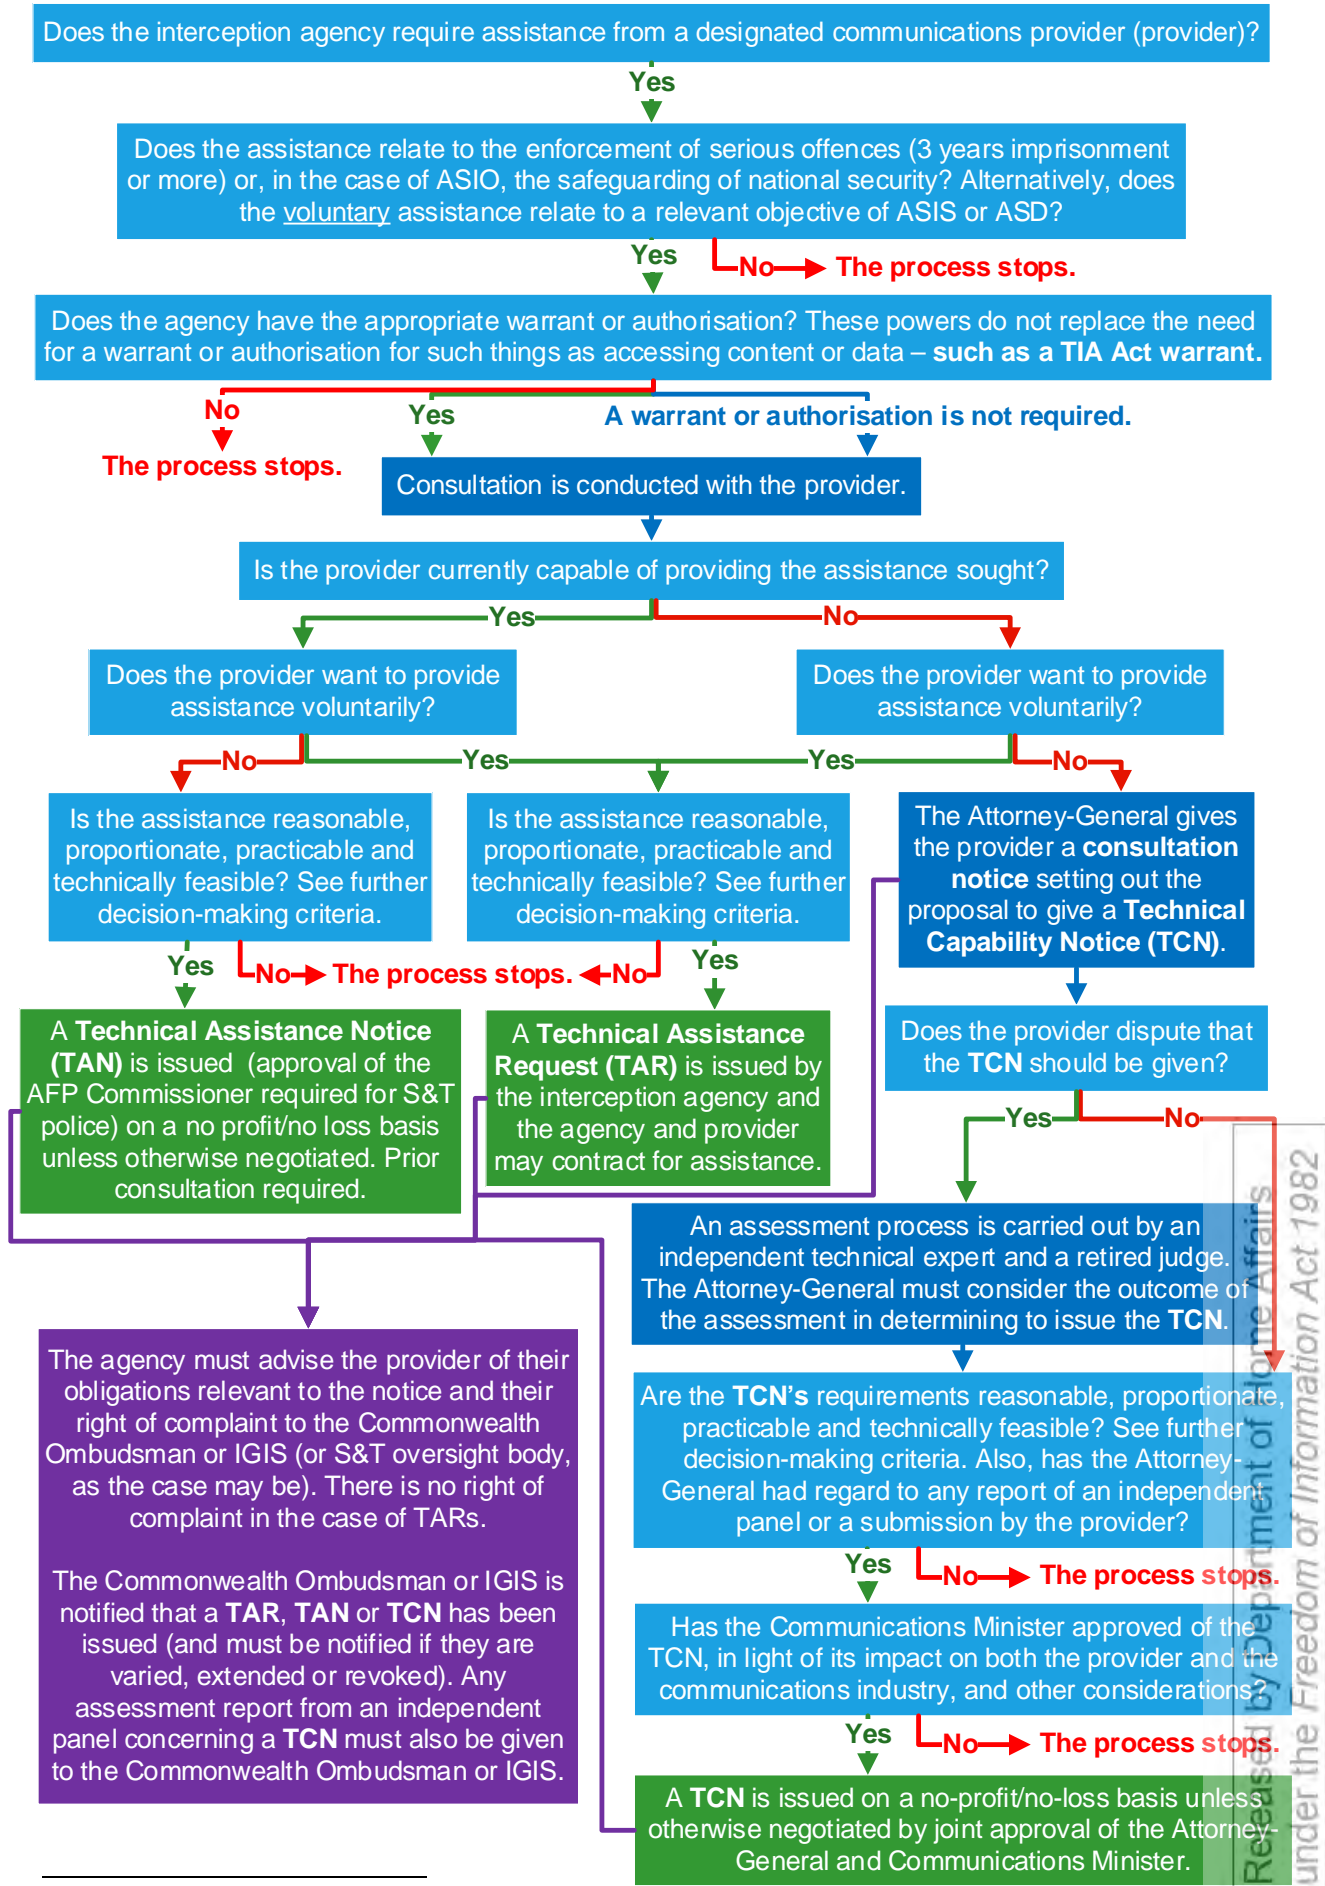 Does the interception agency require assistance from a designated communications provider (provider)?
Yes
Does the assistance relate to the enforcement of serious offences (3 years imprisonment
or more) or, in the case of ASIO, the safeguarding of national security? Alternatively, does
the voluntary assistance relate to a relevant objective of ASIS or ASD?
Yes
No
The process stops.
Does the agency have the appropriate warrant or authorisation? These powers do not replace the need
for a warrant or authorisation for such things as accessing content or data – such as a TIA Act warrant.
No
Yes
A warrant or authorisation is not required.
The process stops.
Consultation is conducted with the provider.
Is the provider currently capable of providing the assistance sought?
Yes
No
Does the provider want to provide
assistance voluntarily?
Does the provider want to provide
assistance voluntarily?
No
Yes
Yes
No
Is the assistance reasonable,
proportionate, practicable and
technically feasible? See further
decision-making criteria.
Is the assistance reasonable,
proportionate, practicable and
technically feasible? See further
decision-making criteria.
The Attorney-General gives
the provider a consultation
notice setting out the
proposal to give a Technical
Capability Notice (TCN).
Yes
No
The process stops.
No
Yes
A Technical Assistance Notice
(TAN) is issued (approval of the
AFP Commissioner required for S&T
police) on a no profit/no loss basis
unless otherwise negotiated. Prior
consultation required.
A Technical Assistance
Request (TAR) is issued by
the interception agency and
the agency and provider
may contract for assistance.
Does the provider dispute that
the TCN should be given?
Yes
No
An assessment process is carried out by an
independent technical expert and a retired judge.
The Attorney-General must consider the outcome of
the assessment in determining to issue the TCN.
The agency must advise the provider of their
obligations relevant to the notice and their
right of complaint to the Commonwealth
Ombudsman or IGIS (or S&T oversight body,
as the case may be). There is no right of
complaint in the case of TARs.
The Commonwealth Ombudsman or IGIS is
notified that a TAR, TAN or TCN has been
issued (and must be notified if they are
varied, extended or revoked). Any
assessment report from an independent
panel concerning a TCN must also be given
to the Commonwealth Ombudsman or IGIS.
Are the TCN's requirements reasonable, proportionate,
practicable and technically feasible? See further
decision-making criteria. Also, has the Attorney-
General had regard to any report of an independent
panel or a submission by the provider?
Yes
No
The process stops.
Has the Communications Minister approved of the
TCN, in light of its impact on both the provider and the
communications industry, and other considerations?
Yes
No
The process stops.
A TCN is issued on a no-profit/no-loss basis unless
otherwise negotiated by joint approval of the Attorney-
General and Communications Minister.
Released by Department of Home Affairs
under the Freedom of Information Act 1982